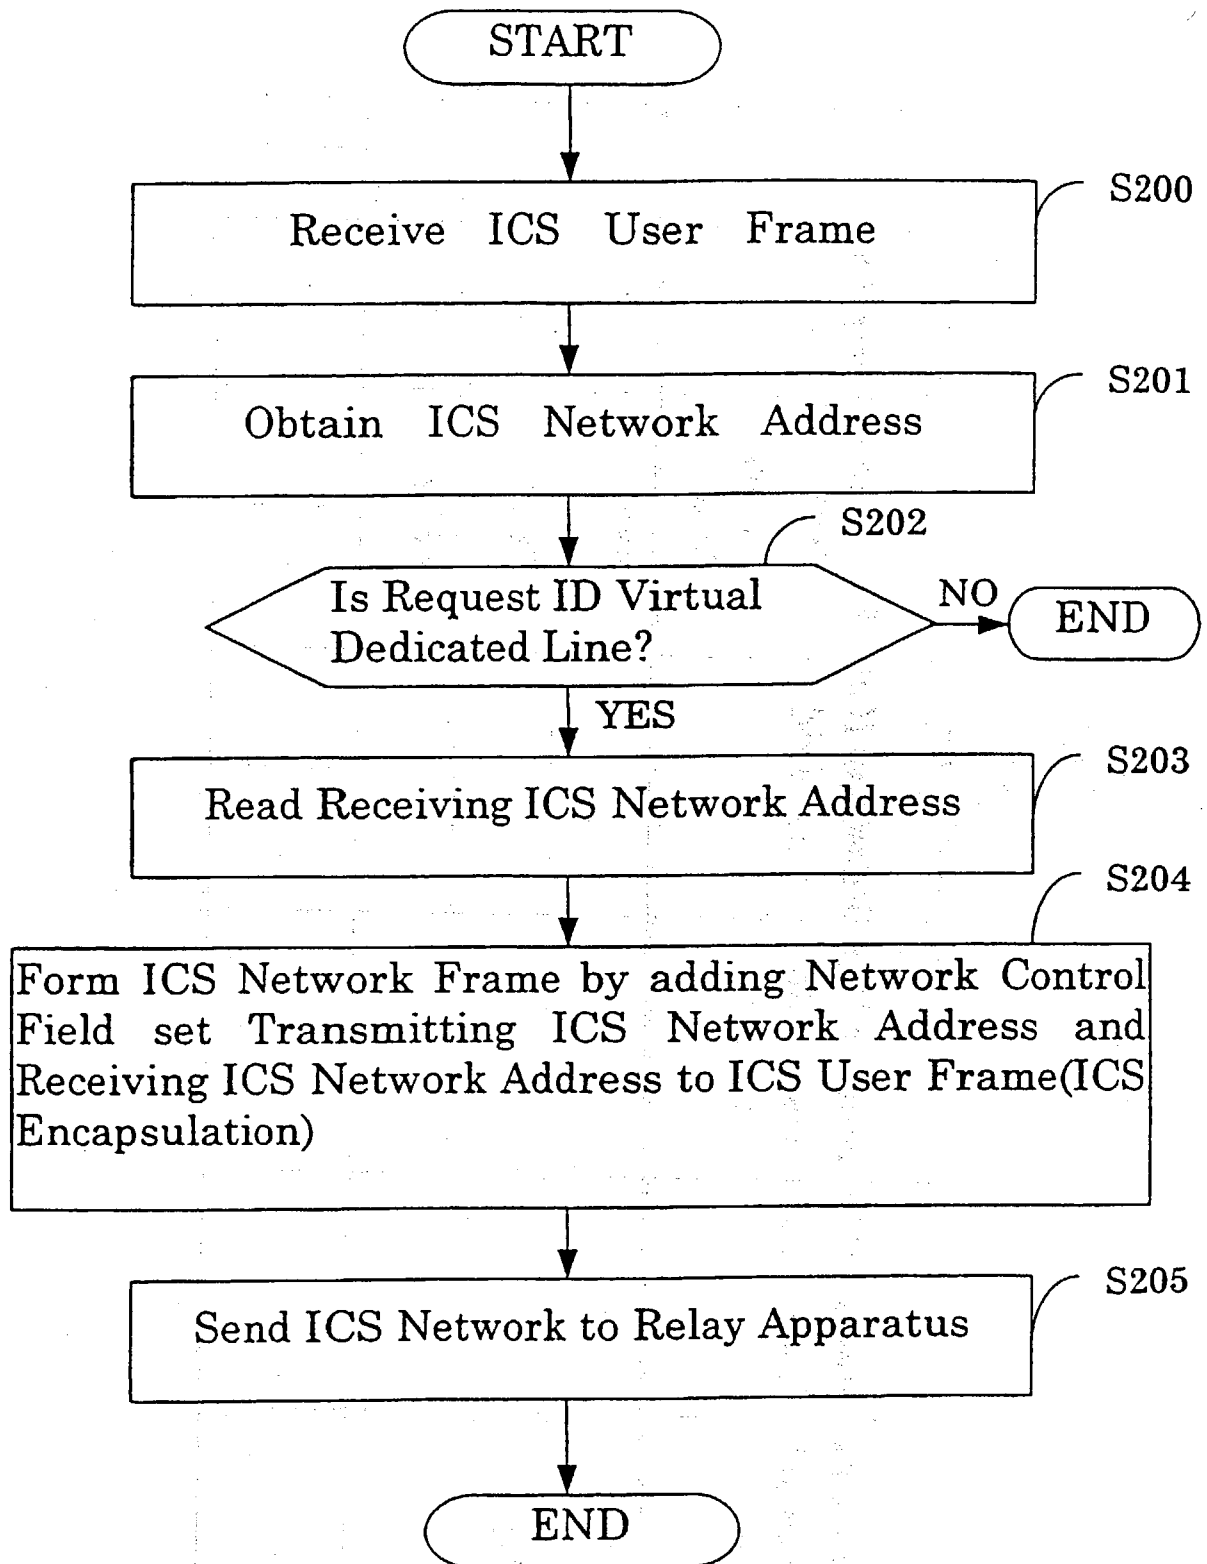 START
S200
Receive ICS User Frame
S201
Obtain ICS Network Address
S202
Is Request ID Virtual
Dedicated Line?
NO
END
YES
S203
Read Receiving ICS Network Address
S204
Form ICS Network Frame by adding Network Control
Field set Transmitting ICS Network Address and
Receiving ICS Network Address to ICS User Frame(ICS
Encapsulation)
S205
Send ICS Network to Relay Apparatus
END